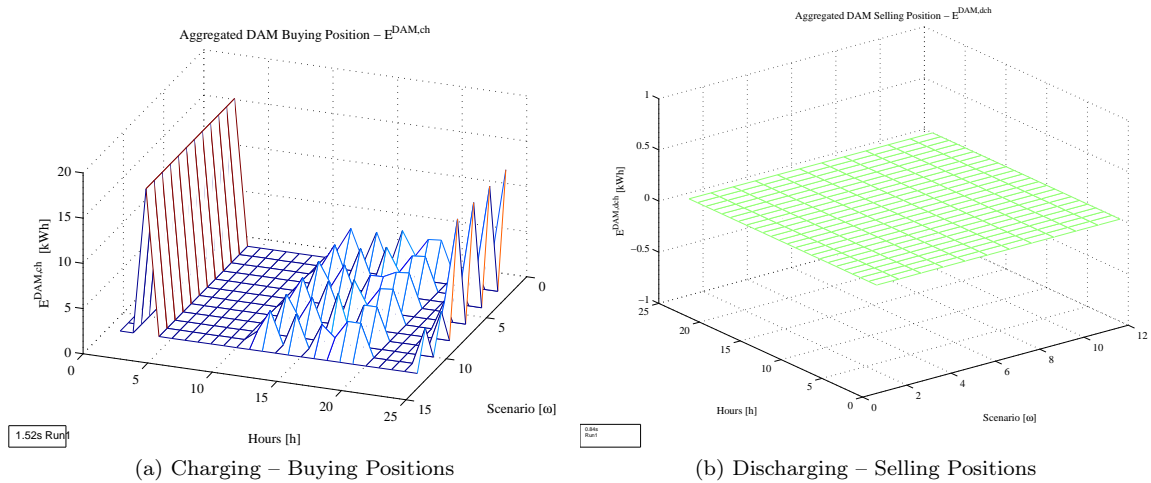 Aggregated DAM Buying Position – E^DAM,ch
20
15
10
5
0
E^DAM,ch [kWh]
0
5
10
15
20
25
Hours [h]
0
5
10
15
Scenario [ω]
1.52s Run1
(a) Charging – Buying Positions
Aggregated DAM Selling Position – E^DAM,dch
1
0.5
0
−0.5
−1
E^DAM,dch [kWh]
25
20
15
10
5
0
Hours [h]
0
2
4
6
8
10
12
Scenario [ω]
0.84s
Run1
(b) Discharging – Selling Positions